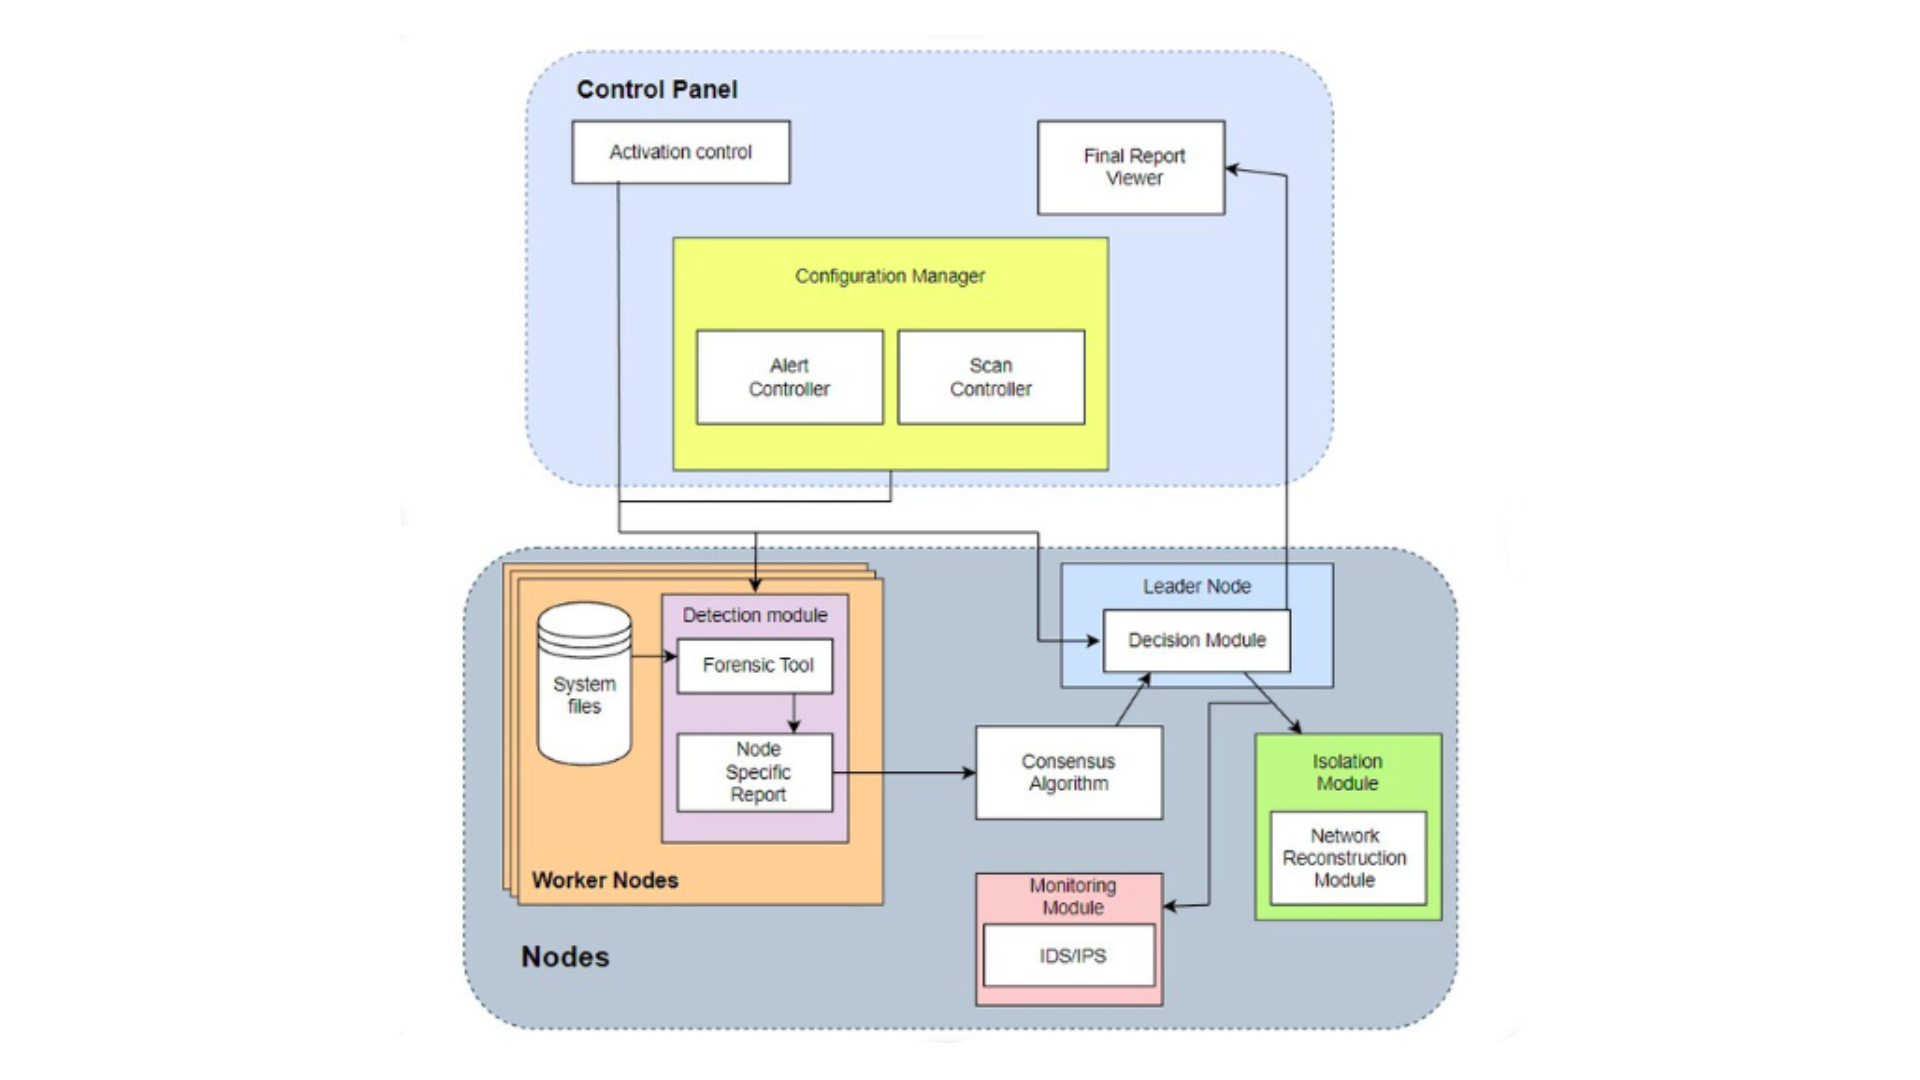 Control Panel
Activation control
Final Report
Viewer
Configuration Manager
Alert
Controller
Scan
Controller
Leader Node
Decision Module
Detection module
Forensic Tool
System
files
Node
Specific
Report
Consensus
Algorithm
Isolation
Module
Network
Reconstruction
Module
Worker Nodes
Monitoring
Module
IDS/IPS
Nodes